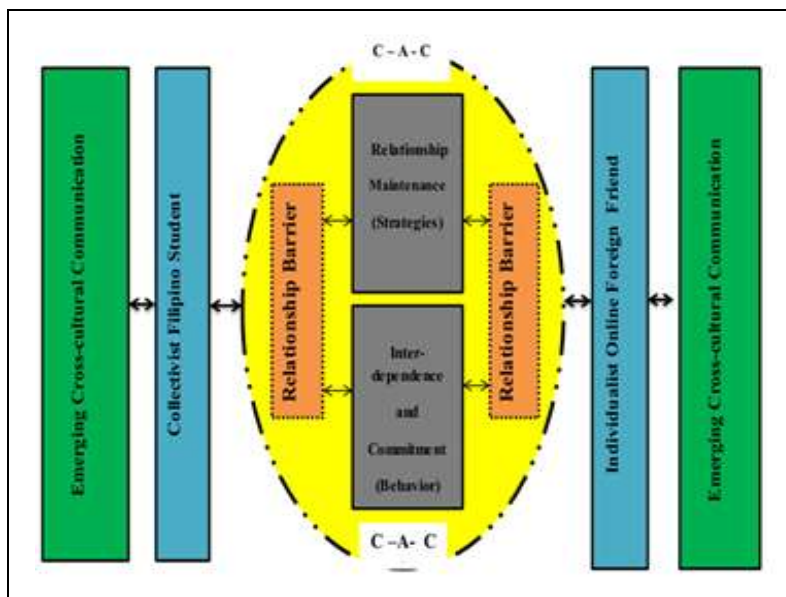 C – A - C
Emerging Cross-cultural Communication
Collectivist Filipino Student
Relationship Barrier
Relationship
Maintenance
(Strategies)
Inter-
dependence
and
Commitment
(Behavior)
Relationship Barrier
Individualist Online Foreign Friend
Emerging Cross-cultural Communication
C –A- C